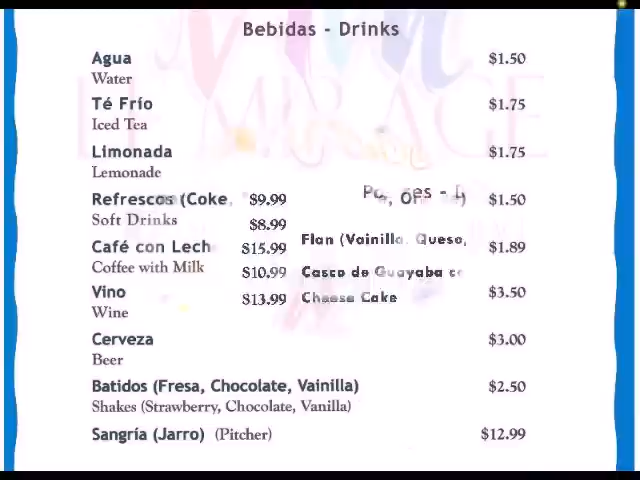 Bebidas - Drinks
Agua $1.50
Water
Té Frío $1.75
Iced Tea
Limonada $1.75
Lemonade
Refrescos (Coke, $9.99 $1.50
Soft Drinks $8.99
Flan (Vainilla, Queso,
Café con Lech $15.99 $1.89
Coffee with Milk $10.99 Casco de Guayaba
Vino $13.99 Cheese Cake $3.50
Wine
Cerveza $3.00
Beer
Batidos (Fresa, Chocolate, Vainilla) $2.50
Shakes (Strawberry, Chocolate, Vanilla)
Sangría (Jarro) (Pitcher) $12.99